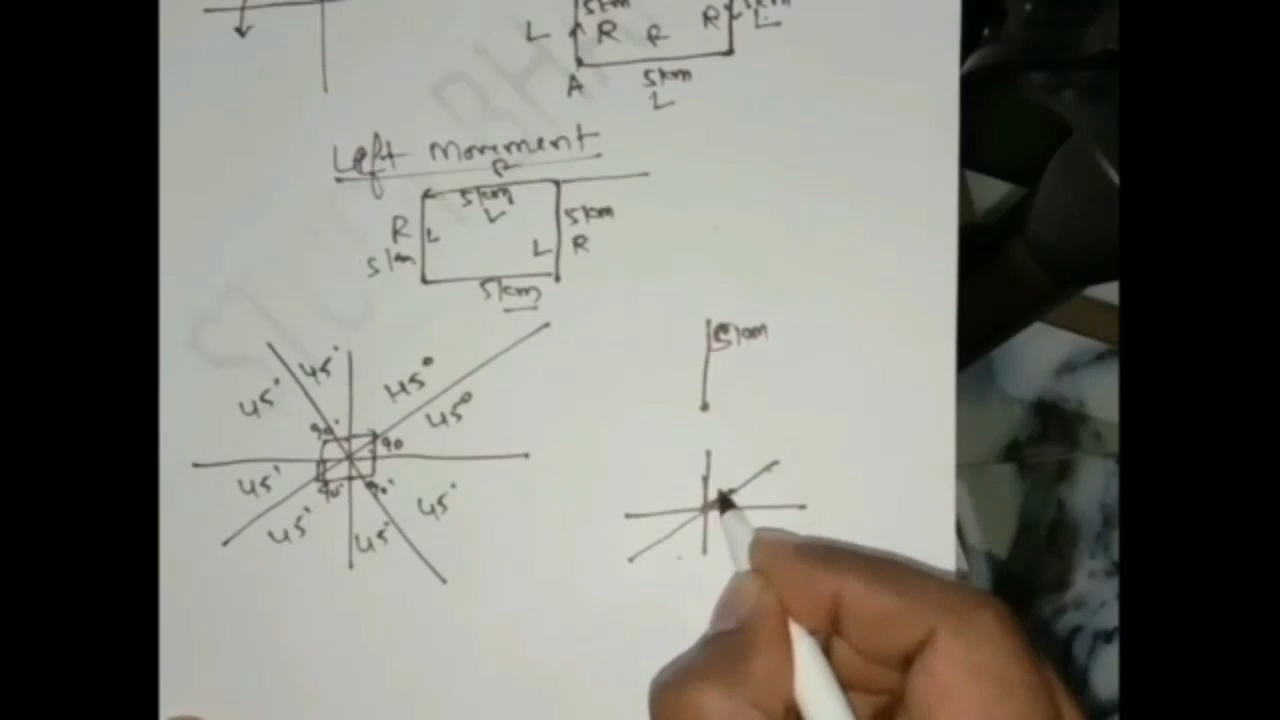 5km
L R R R 5km L
A 5km
L
Left Movement
R
5km
L
R L 5km
5km L R
5km
5km
45° 45° 45°
45° 45°
90° 90
45° 90° 90° 45°
45° 45°